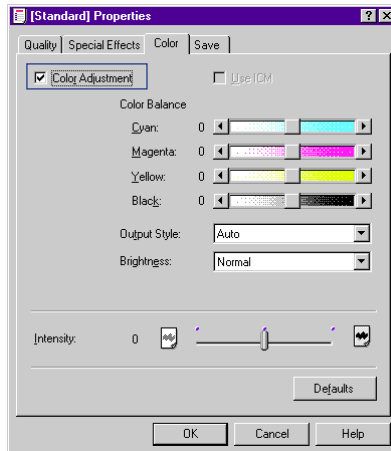 [Standard] Properties
Quality Special Effects Color Save
Color Adjustment Use ICM
Color Balance
Cyan: 0
Magenta: 0
Yellow: 0
Black: 0
Output Style: Auto
Brightness: Normal
Intensity: 0
Defaults
OK Cancel Help